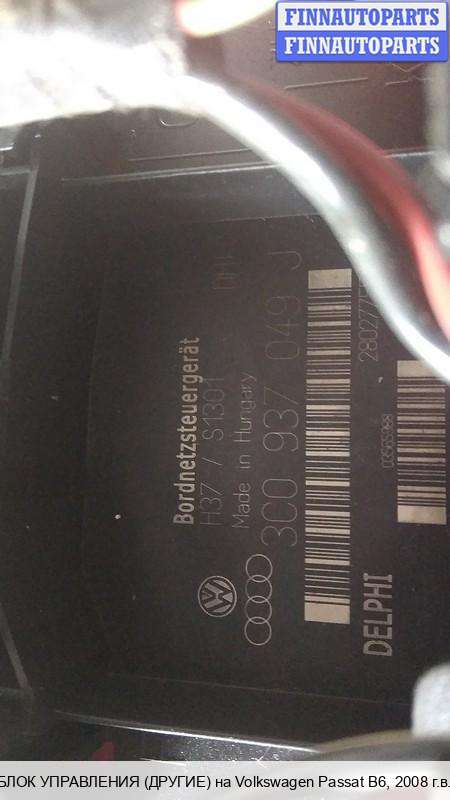 FINNAUTOPARTS
FINNAUTOPARTS
Bordnetzsteuergerät
H37 / S1301
Made in Hungary
3C0 937 049 J
DELPHI
БЛОК УПРАВЛЕНИЯ (ДРУГИЕ) на Volkswagen Passat B6, 2008 г.в.